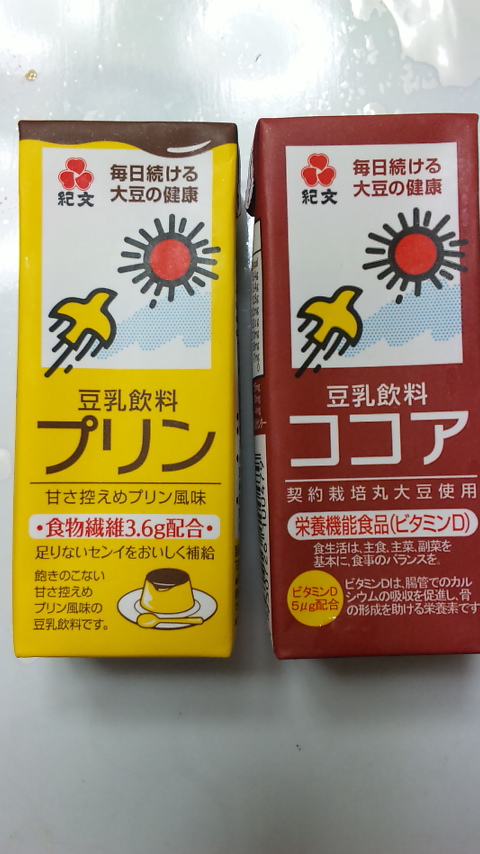 毎日続ける
大豆の健康
紀文
豆乳飲料
プリン
甘さ控えめプリン風味
・食物繊維3.6g配合・
足りないセンイをおいしく補給
飽きのこない
甘さ控えめ
プリン風味の
豆乳飲料です。
毎日続ける
大豆の健康
紀文
豆乳飲料
ココア
契約栽培丸大豆使用
栄養機能食品(ビタミンD)
食生活は、主食、主菜、副菜を
基本に、食事のバランスを。
ビタミンD
5μg配合
ビタミンDは、腸管でのカル
シウムの吸収を促進し、骨
の形成を助ける栄養素です